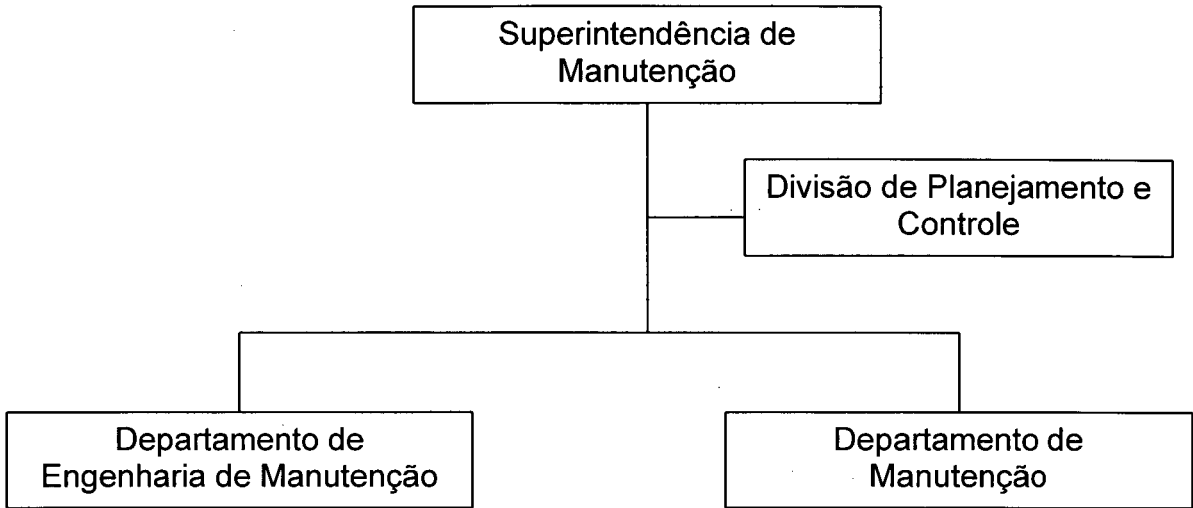 Superintendência de
Manutenção
Divisão de Planejamento e
Controle
Departamento de
Engenharia de Manutenção
Departamento de
Manutenção